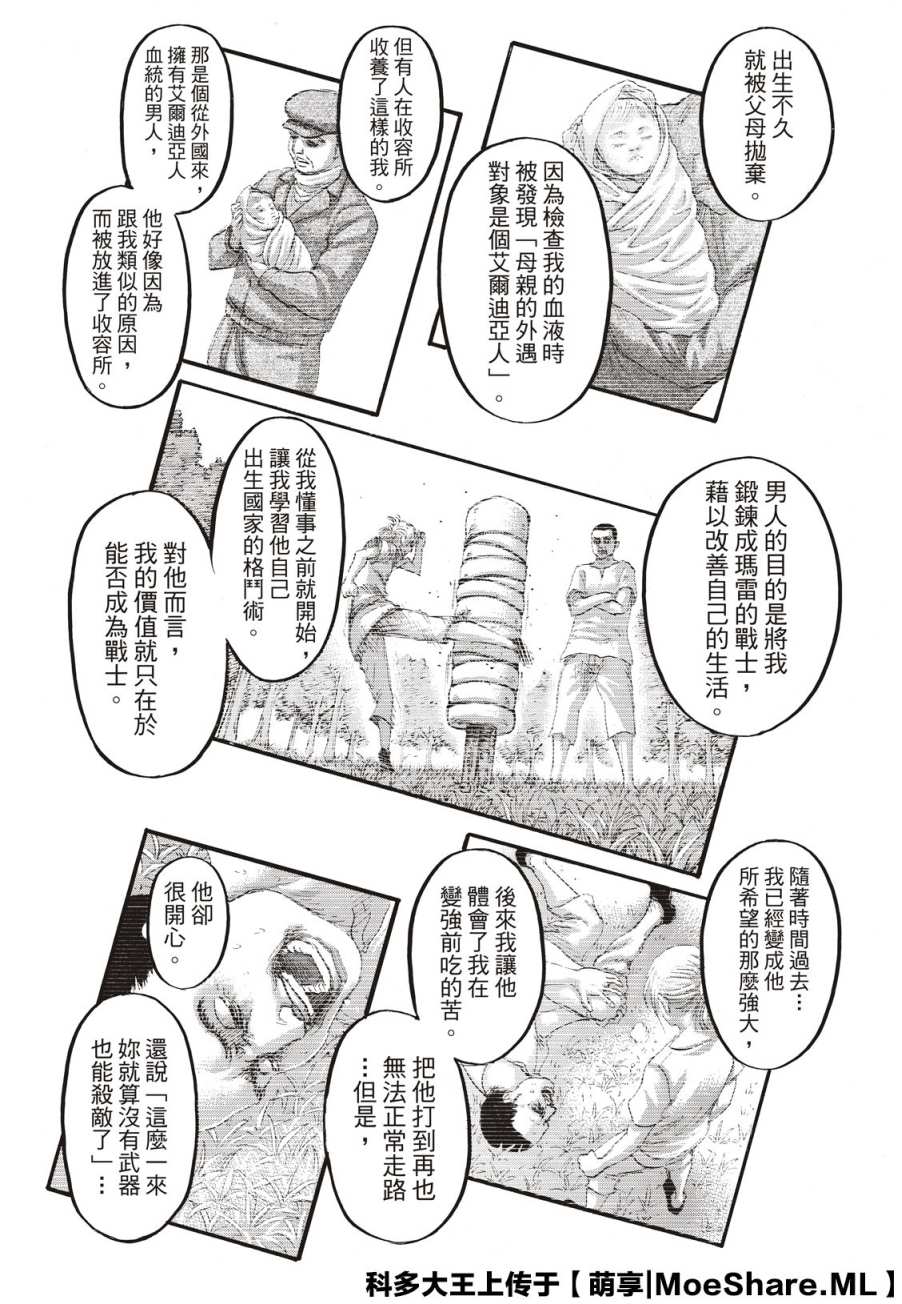 出生不久
就被父母拋棄。
因為檢查我的血液時
被發現「母親的外遇
對象是個艾爾迪亞人」。
但有人在收容所
收養了這樣的我。
那是個從外國來，
擁有艾爾迪亞人
血統的男人，
他好像因為
跟我類似的原因，
而被放進了收容所。
男人的目的是將我
鍛鍊成瑪雷的戰士，
藉以改善自己的生活。
從我懂事之前就開始，
讓我學習他自己
出生國家的格鬥術。
對他而言，
我的價值就只在於
能否成為戰士。
隨著時間過去…
我已經變成他
所希望的那麼強大，
後來我讓他
體會了我在
變強前吃的苦。
把他打到再也
無法正常走路
…但是，
他卻
很開心。
還說「這麼一來
妳就算沒有武器
也能殺敵了」…
科多大王上传于【萌享|MoeShare.ML】